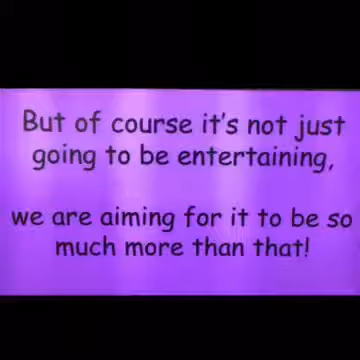 But of course it's not just
going to be entertaining,
we are aiming for it to be so
much more than that!